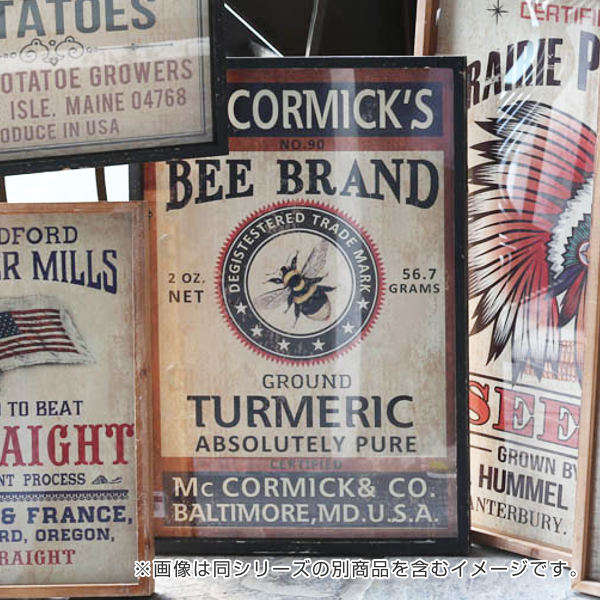 TATOES
OTATOE GROWERS
ISLE. MAINE 04768
ODUCE IN USA
CORMICK'S
NO.90
BEE BRAND
DEGISTESTERED TRADE MARK
2 OZ.
NET
56.7
GRAMS
GROUND
TURMERIC
ABSOLUTELY PURE
CERTIFIED
Mc CORMICK& CO.
BALTIMORE,MD.U.S.A.
DFORD
ER MILLS
TO BEAT
AIGHT
NT PROCESS
& FRANCE,
RD, OREGON,
RAIGHT
CERTIFI
RAIRIE P
SEE
GROWN BY
HUMMEL
ANTERBURY.
※画像は同シリーズの別商品を含むイメージです。